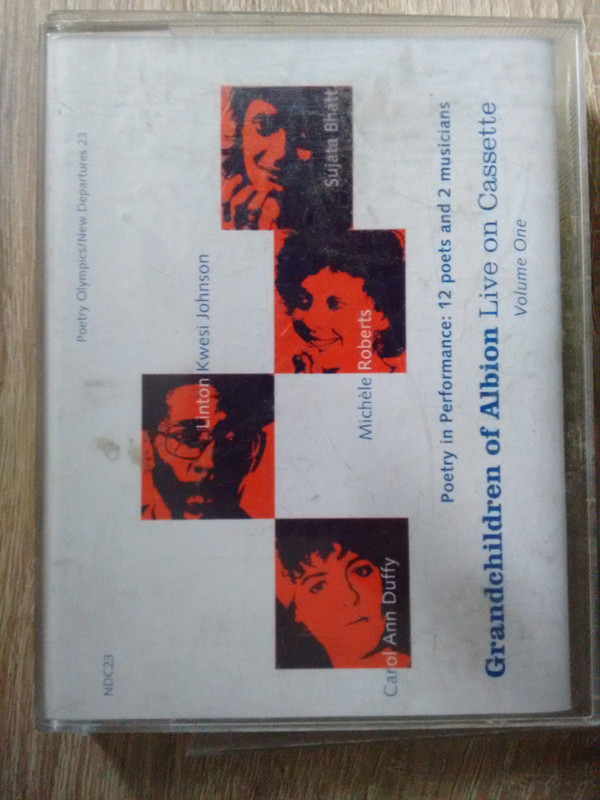 NDC23
Poetry Olympics/New Departures 23
Linton Kwesi Johnson
Sujata Bhatt
Michèle Roberts
Carol Ann Duffy
Poetry in Performance: 12 poets and 2 musicians
Grandchildren of Albion Live on Cassette
Volume One